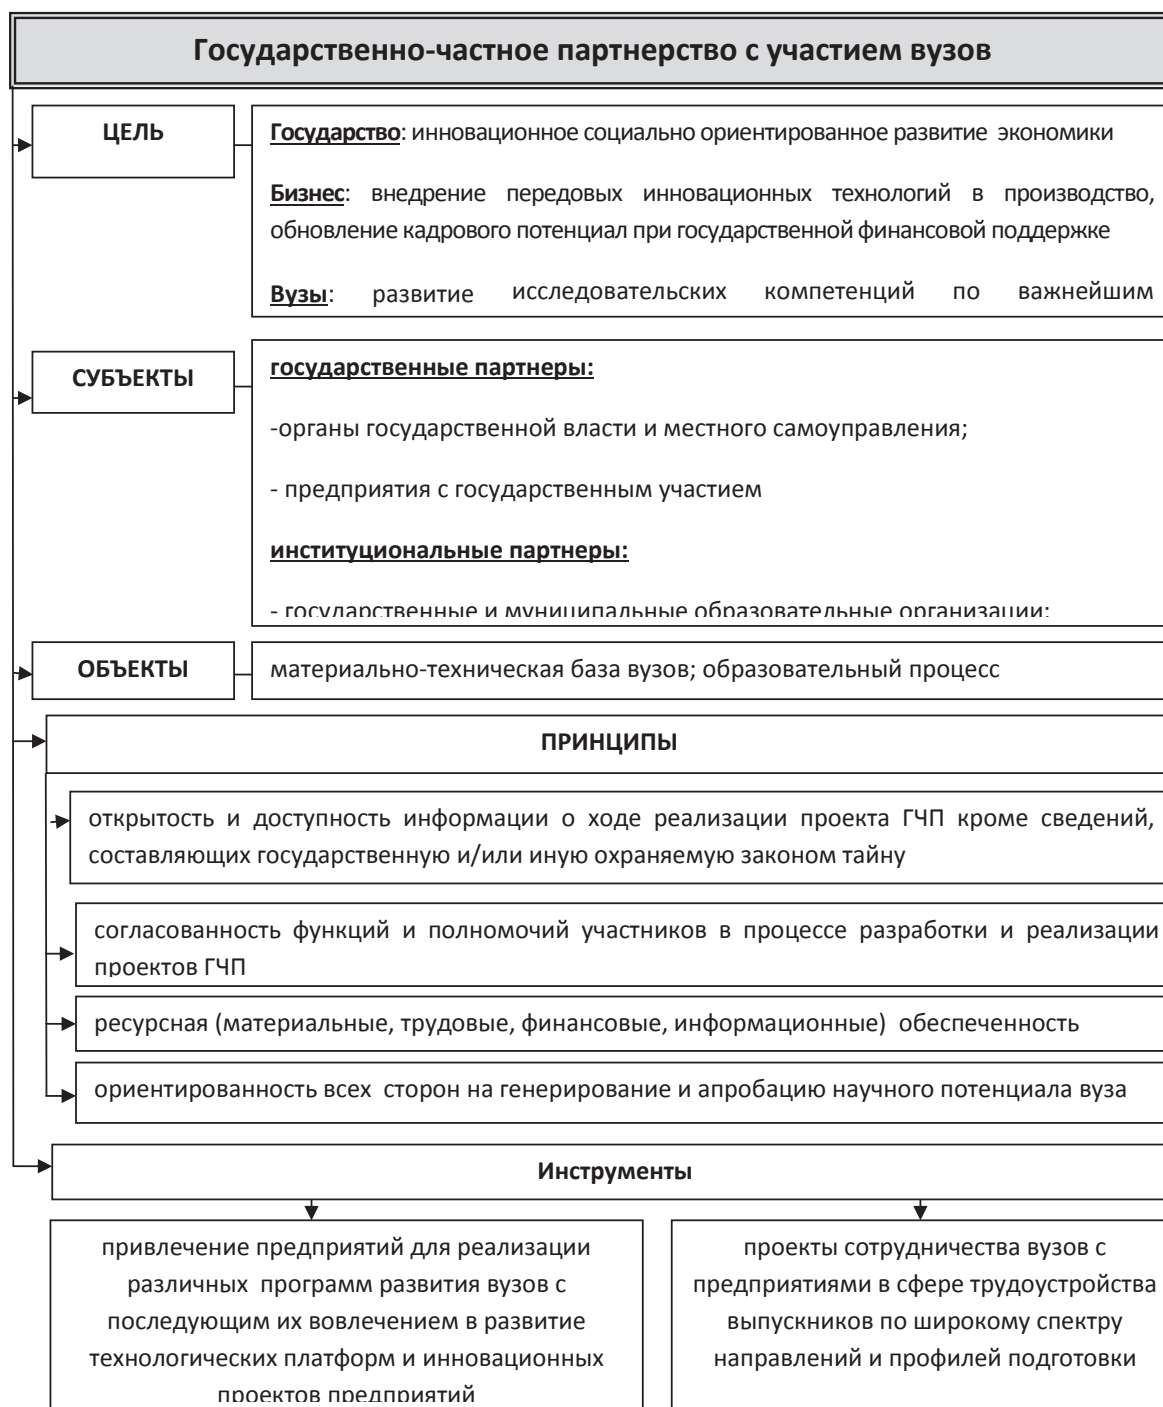 Государственно-частное партнерство с участием вузов
ЦЕЛЬ
Государство: инновационное социально ориентированное развитие экономики
Бизнес: внедрение передовых инновационных технологий в производство,
обновление кадрового потенциал при государственной финансовой поддержке
Вузы: развитие исследовательских компетенций по важнейшим
СУБЪЕКТЫ
государственные партнеры:
-органы государственной власти и местного самоуправления;
- предприятия с государственным участием
институциональные партнеры:
- государственные и муниципальные образовательные организации;
ОБЪЕКТЫ
материально-техническая база вузов; образовательный процесс
ПРИНЦИПЫ
открытость и доступность информации о ходе реализации проекта ГЧП кроме сведений,
составляющих государственную и/или иную охраняемую законом тайну
согласованность функций и полномочий участников в процессе разработки и реализации
проектов ГЧП
ресурсная (материальные, трудовые, финансовые, информационные) обеспеченность
ориентированность всех сторон на генерирование и апробацию научного потенциала вуза
Инструменты
привлечение предприятий для реализации
различных программ развития вузов с
последующим их вовлечением в развитие
технологических платформ и инновационных
проектов предприятий
проекты сотрудничества вузов с
предприятиями в сфере трудоустройства
выпускников по широкому спектру
направлений и профилей подготовки